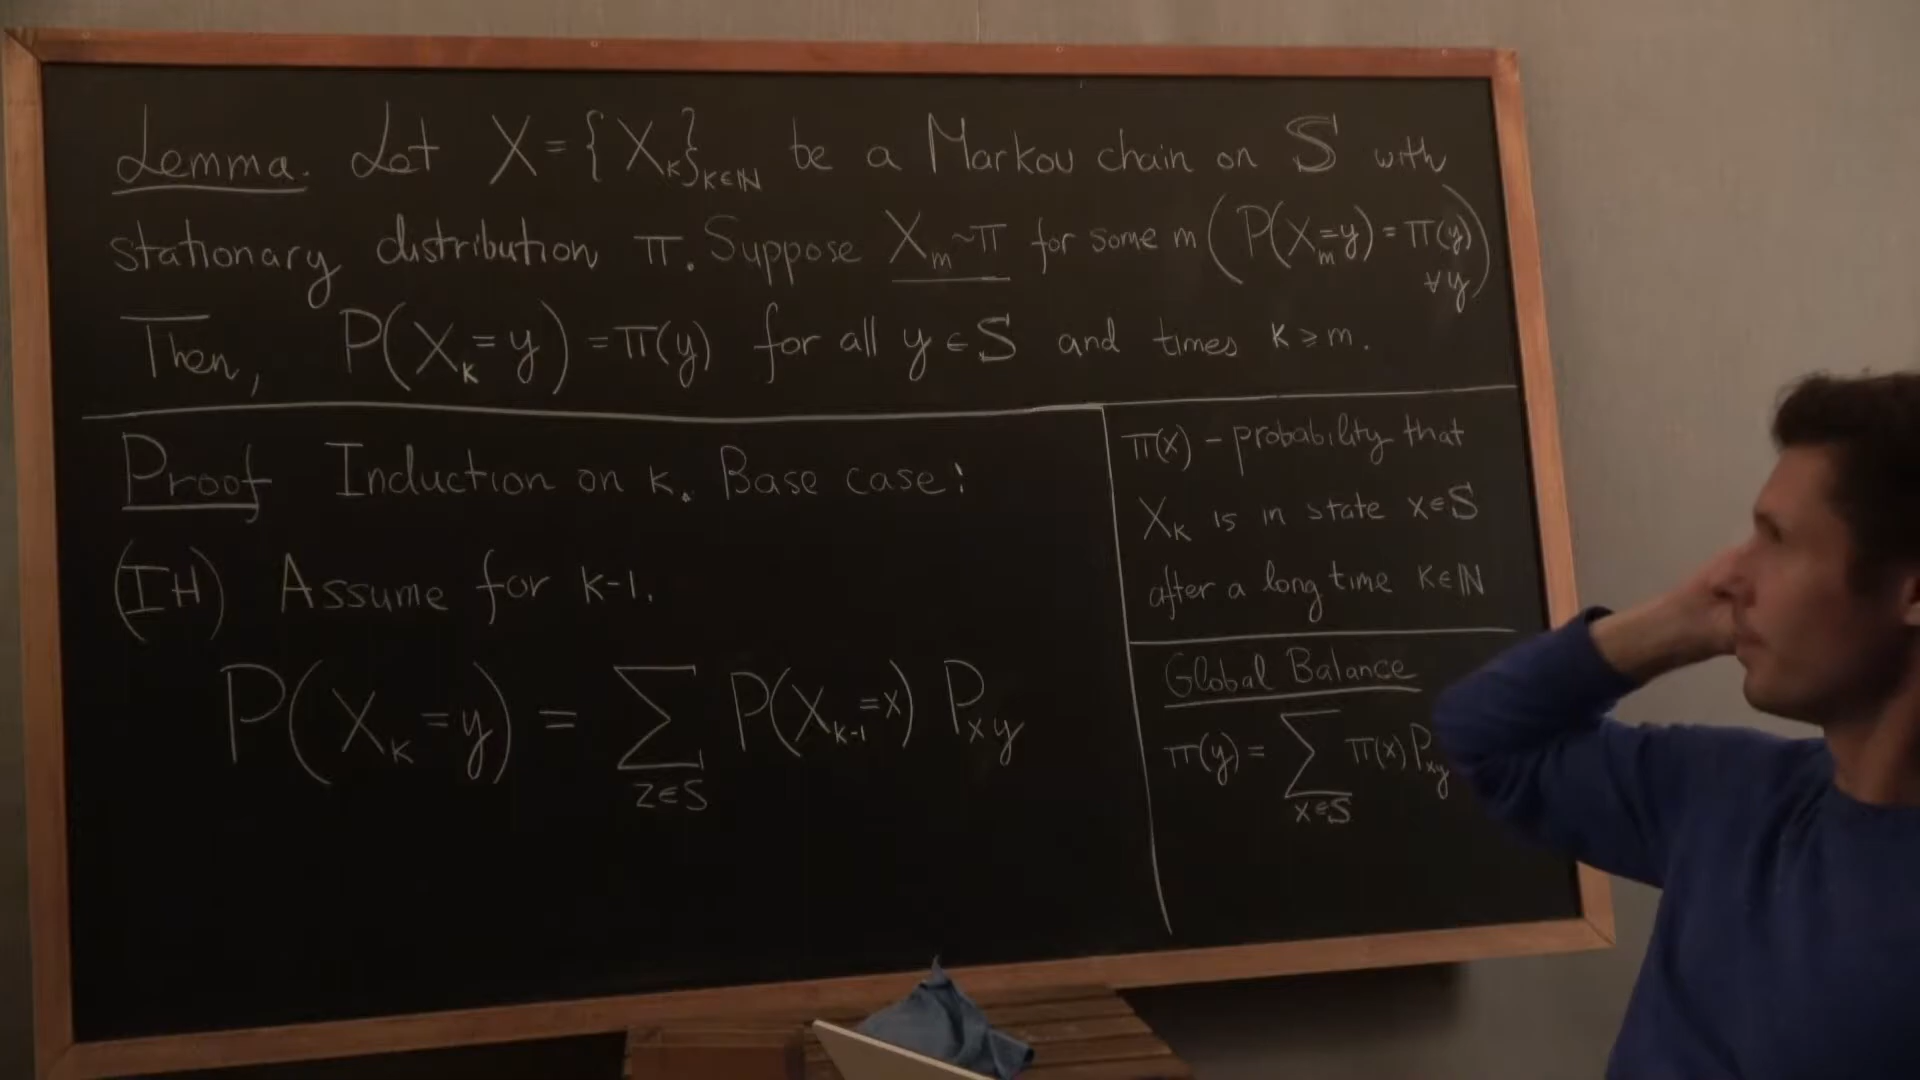 Lemma. Let X = {X_k}_{k∈ℕ} be a Markov chain on S with
stationary distribution π. Suppose X_m ~ π for some m (P(X_m = y) = π(y) ∀y)
Then, P(X_k = y) = π(y) for all y ∈ S and times k ≥ m.
Proof Induction on k. Base case:
(IH) Assume for k-1.
P(X_k = y) = ∑_{z∈S} P(X_{k-1} = x) P_{xy}
π(x) – probability that
X_k is in state x∈S
after a long time k∈ℕ
Global Balance
π(y) = ∑_{x∈S} π(x) P_{xy}